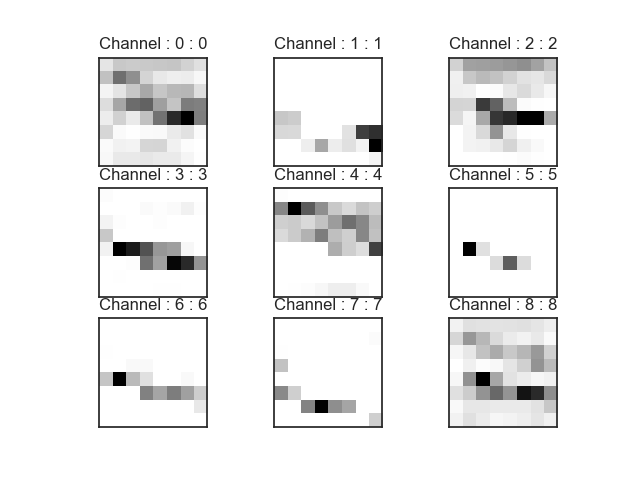 Channel : 0 : 0
Channel : 1 : 1
Channel : 2 : 2
Channel : 3 : 3
Channel : 4 : 4
Channel : 5 : 5
Channel : 6 : 6
Channel : 7 : 7
Channel : 8 : 8